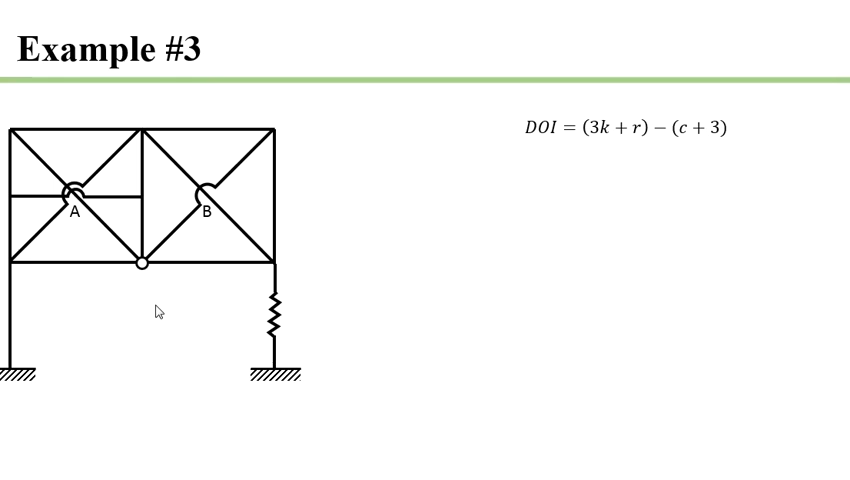 Example #3
DOI = (3k + r) − (c + 3)
A
B